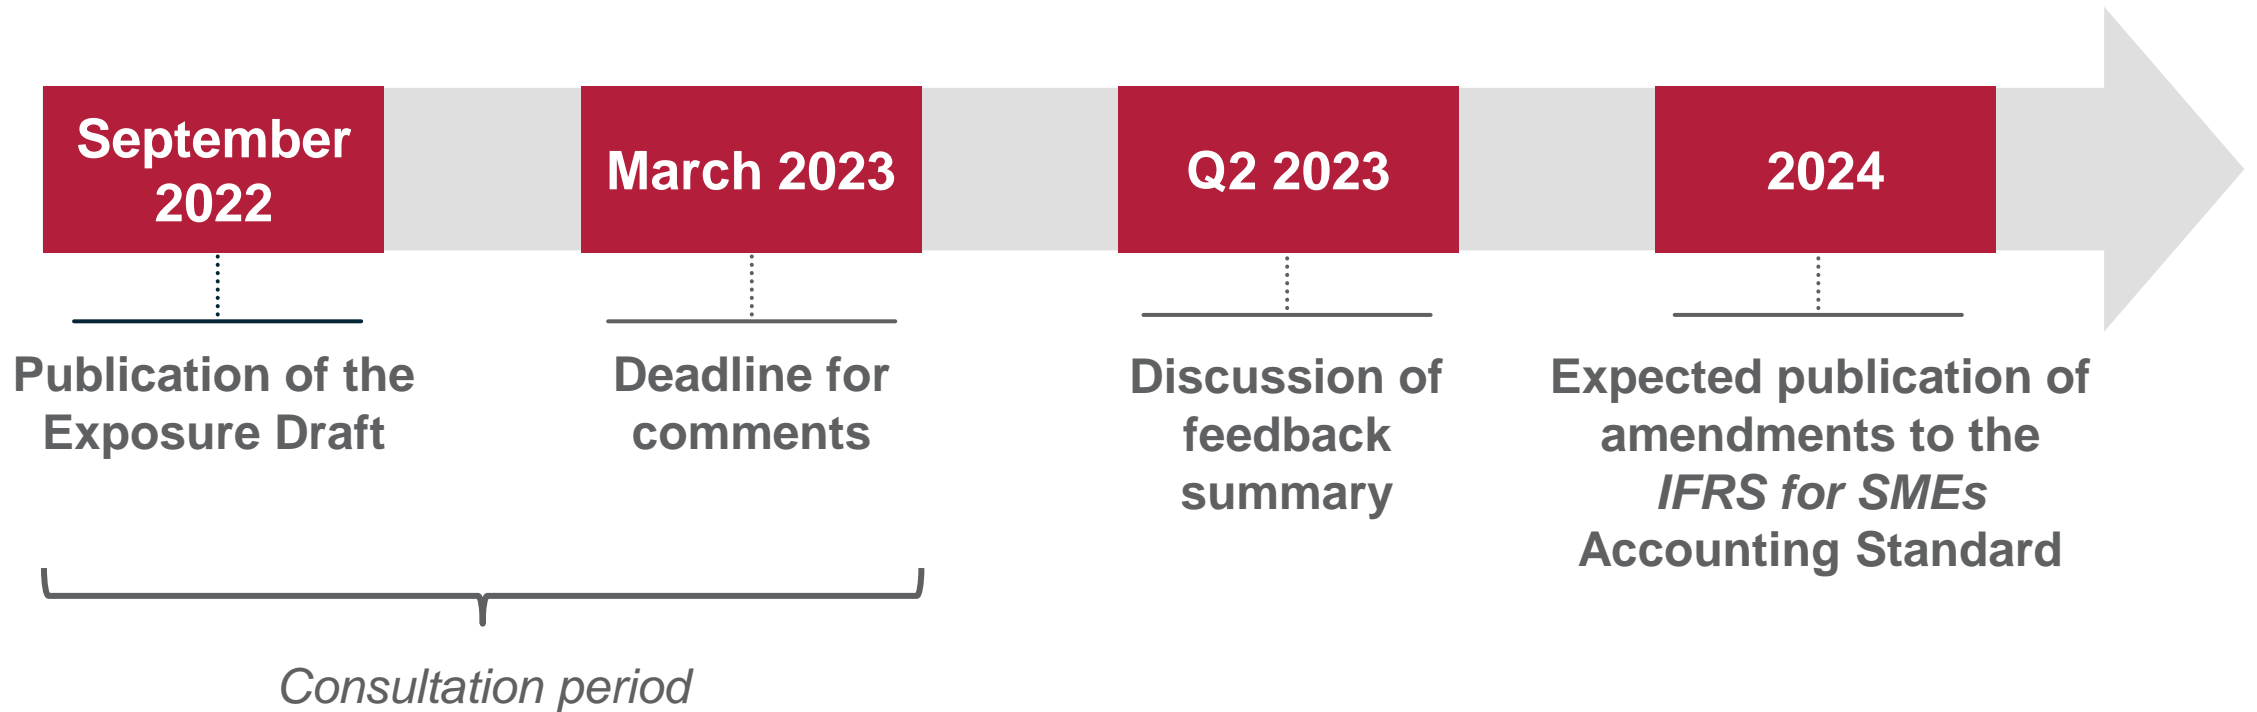 September
2022
March 2023
Q2 2023
2024
Publication of the
Exposure Draft
Deadline for
comments
Discussion of
feedback
summary
Expected publication of
amendments to the
IFRS for SMEs
Accounting Standard
Consultation period